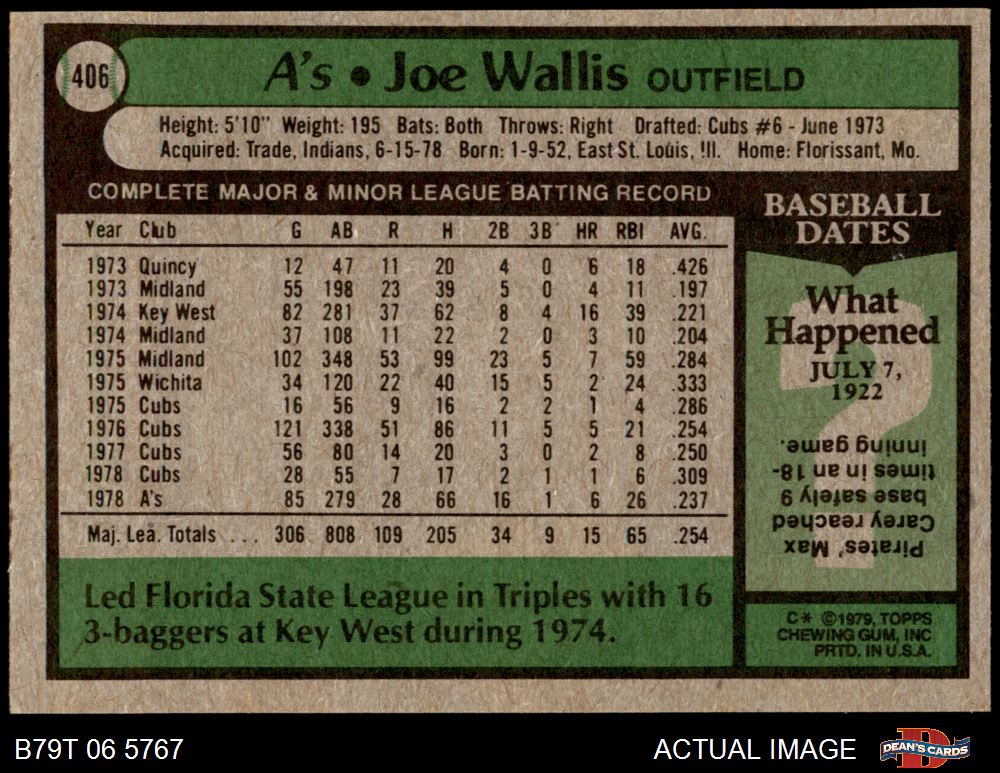 406
A's • Joe Wallis OUTFIELD
Height: 5'10" Weight: 195 Bats: Both Throws: Right Drafted: Cubs #6 - June 1973
Acquired: Trade, Indians, 6-15-78 Born: 1-9-52, East St. Louis, Ill. Home: Florissant, Mo.
COMPLETE MAJOR & MINOR LEAGUE BATTING RECORD
Year Club G AB R H 2B 3B HR RBI AVG.
1973 Quincy 12 47 11 20 4 0 6 18 .426
1973 Midland 55 198 23 39 5 0 4 11 .197
1974 Key West 82 281 37 62 8 4 16 39 .221
1974 Midland 37 108 11 22 2 0 3 10 .204
1975 Midland 102 348 53 99 23 5 7 59 .284
1975 Wichita 34 120 22 40 15 5 2 24 .333
1975 Cubs 16 56 9 16 2 2 1 4 .286
1976 Cubs 121 338 51 86 11 5 5 21 .254
1977 Cubs 56 80 14 20 3 0 2 8 .250
1978 Cubs 28 55 7 17 2 1 1 6 .309
1978 A's 85 279 28 66 16 1 6 26 .237
Maj. Lea. Totals ... 306 808 109 205 34 9 15 65 .254
Led Florida State League in Triples with 16
3-baggers at Key West during 1974.
BASEBALL
DATES
What
Happened
JULY 7,
1922
?
Pirates' Max
Carey reached
base safely 9
times in an 18-
inning game.
C* ©1979, TOPPS
CHEWING GUM, INC
PRTD. IN U.S.A.
B79T 06 5767
ACTUAL IMAGE
DEAN'S CARDS